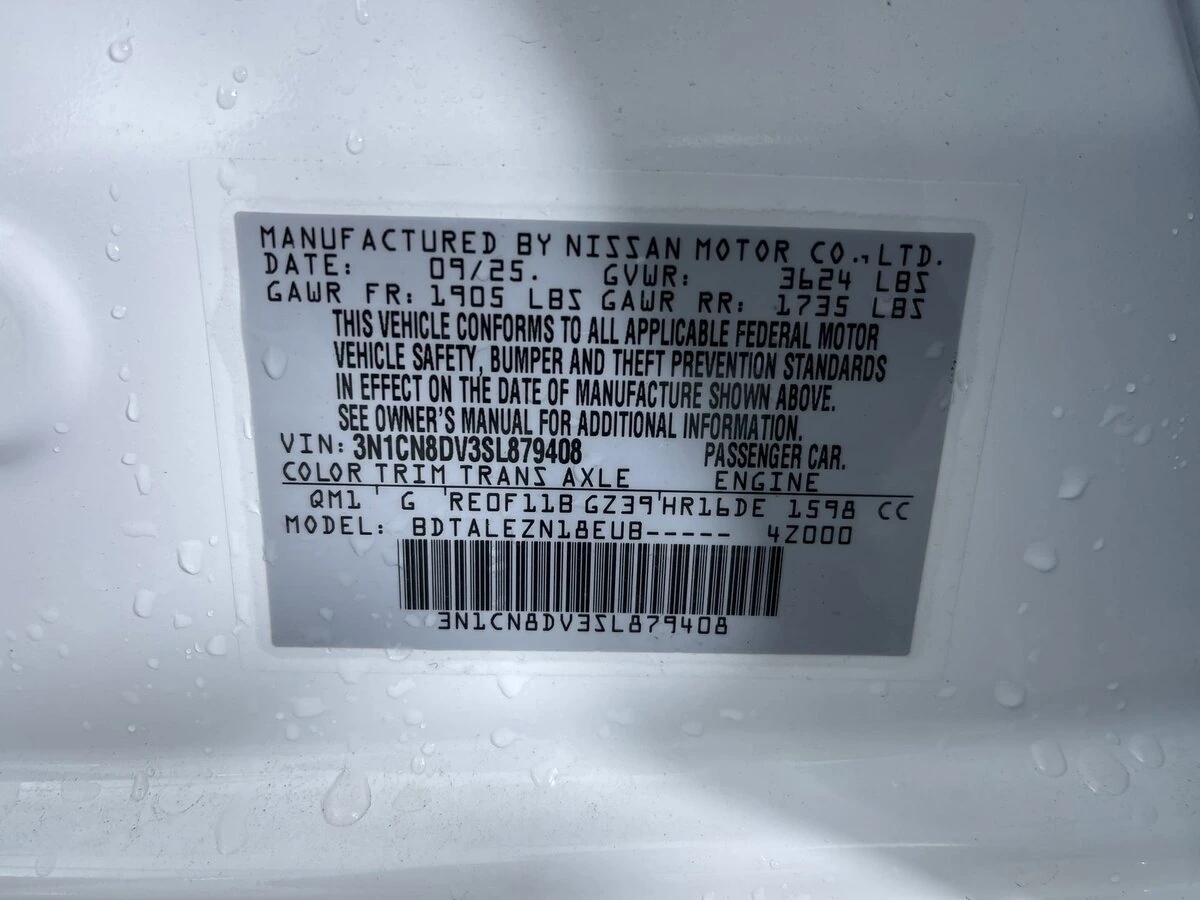 MANUFACTURED BY NISSAN MOTOR CO.,LTD.
DATE: 09/25. GVWR: 3624 LBS
GAWR FR: 1905 LBS GAWR RR: 1735 LBS
THIS VEHICLE CONFORMS TO ALL APPLICABLE FEDERAL MOTOR
VEHICLE SAFETY, BUMPER AND THEFT PREVENTION STANDARDS
IN EFFECT ON THE DATE OF MANUFACTURE SHOWN ABOVE.
SEE OWNER'S MANUAL FOR ADDITIONAL INFORMATION.
VIN: 3N1CN8DV3SL879408 PASSENGER CAR.
COLOR TRIM TRANS AXLE ENGINE
QM1 G RE0F11B GZ39 HR16DE 1598 CC
MODEL: BDTALEZN18EUB----- 4Z000
3N1CN8DV3SL879408